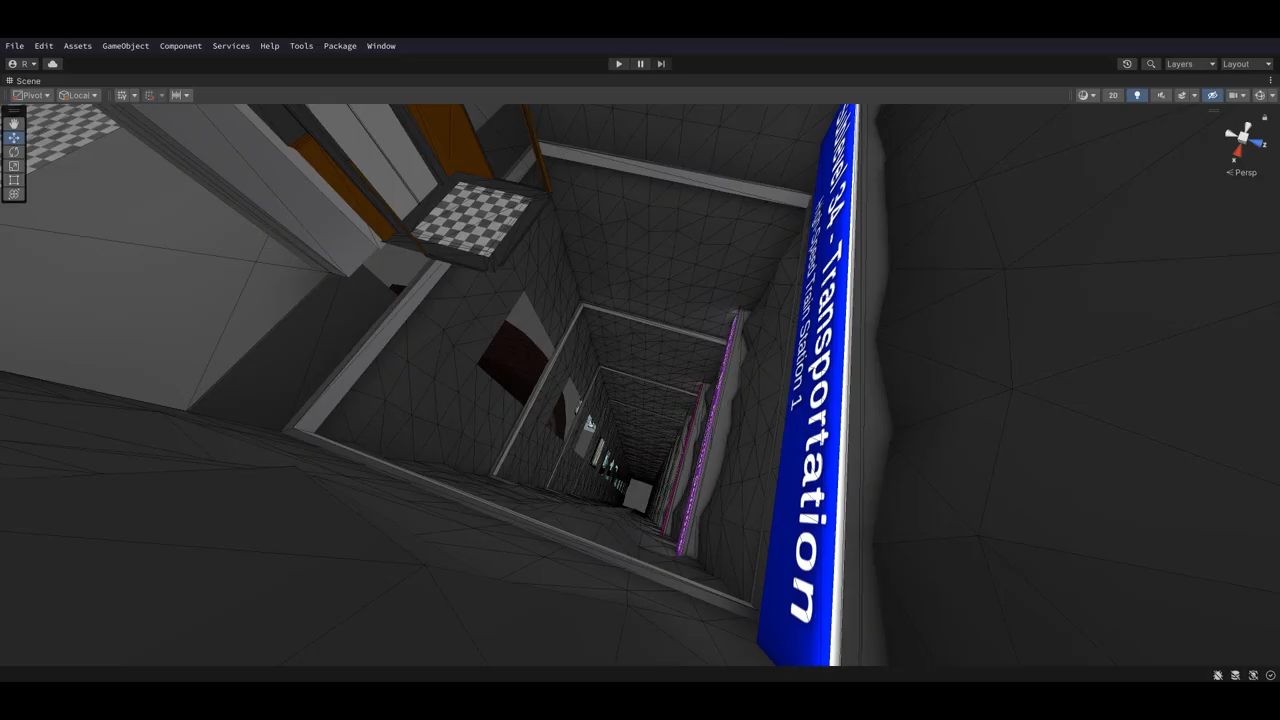 File Edit Assets GameObject Component Services Help Tools Package Window
R
Layers Layout
Scene
Pivot Local
2D
34 - Transportation
Train Station 1
z
x
< Persp